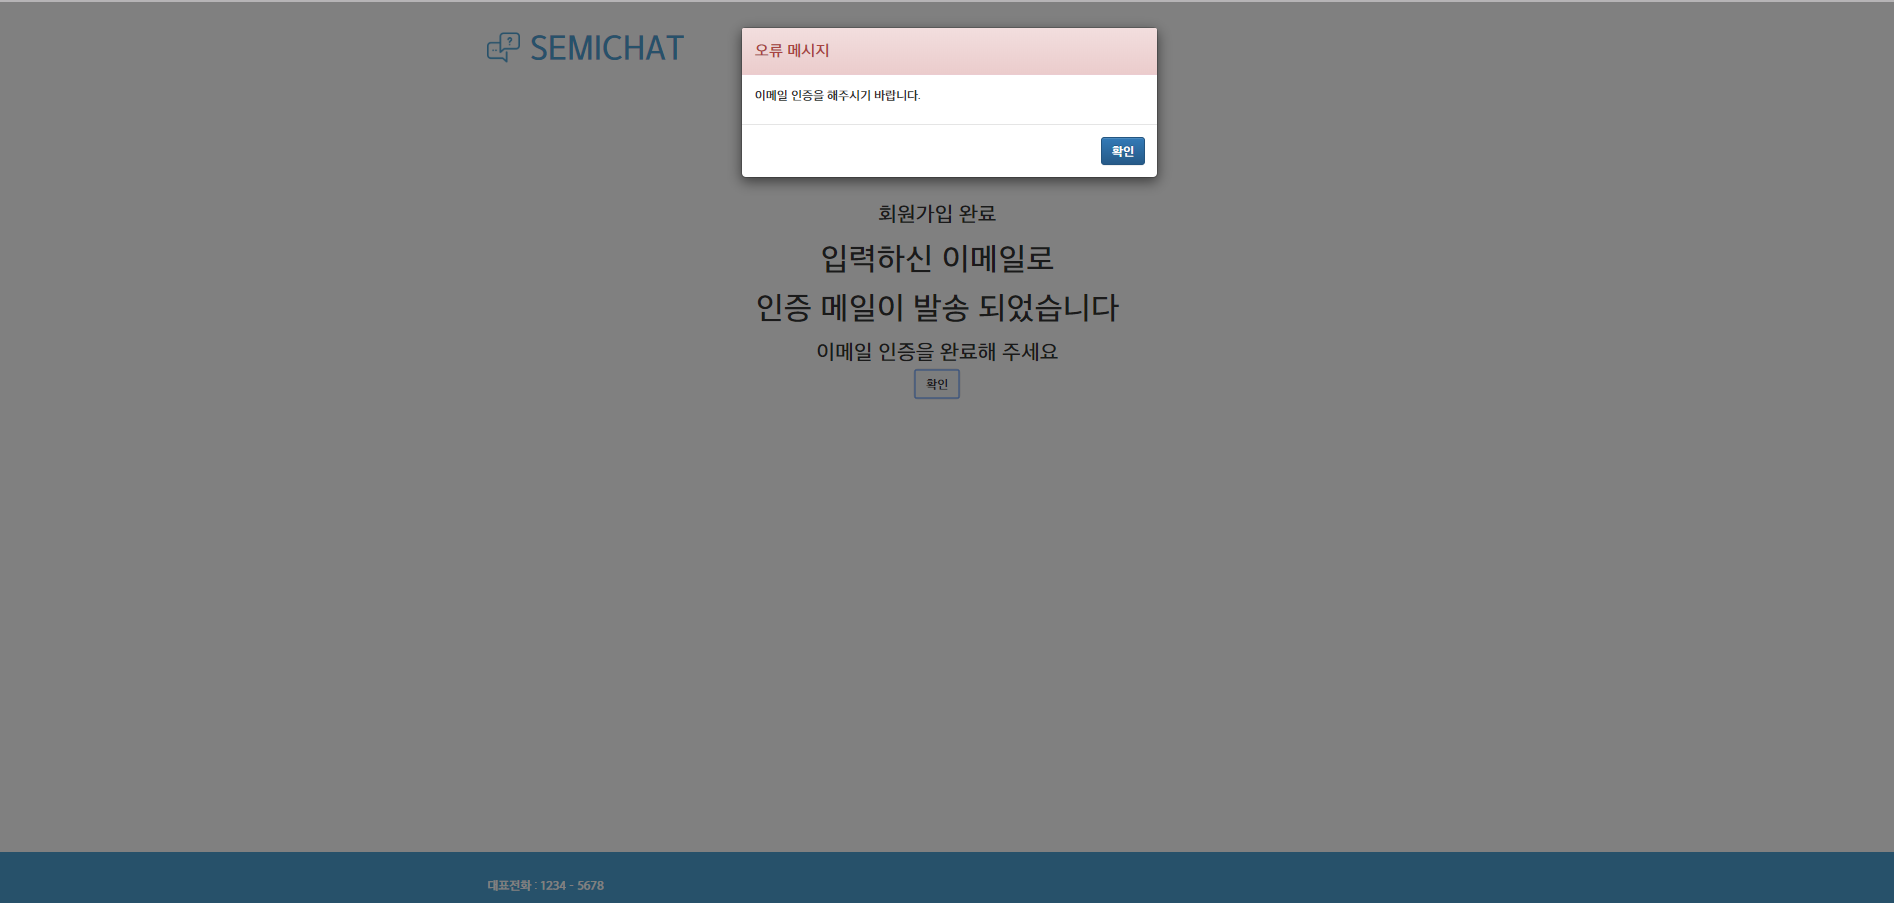 SEMICHAT
오류 메시지
이메일 인증을 해주시기 바랍니다.
확인
회원가입 완료
입력하신 이메일로
인증 메일이 발송 되었습니다
이메일 인증을 완료해 주세요
확인
대표전화 : 1234 - 5678